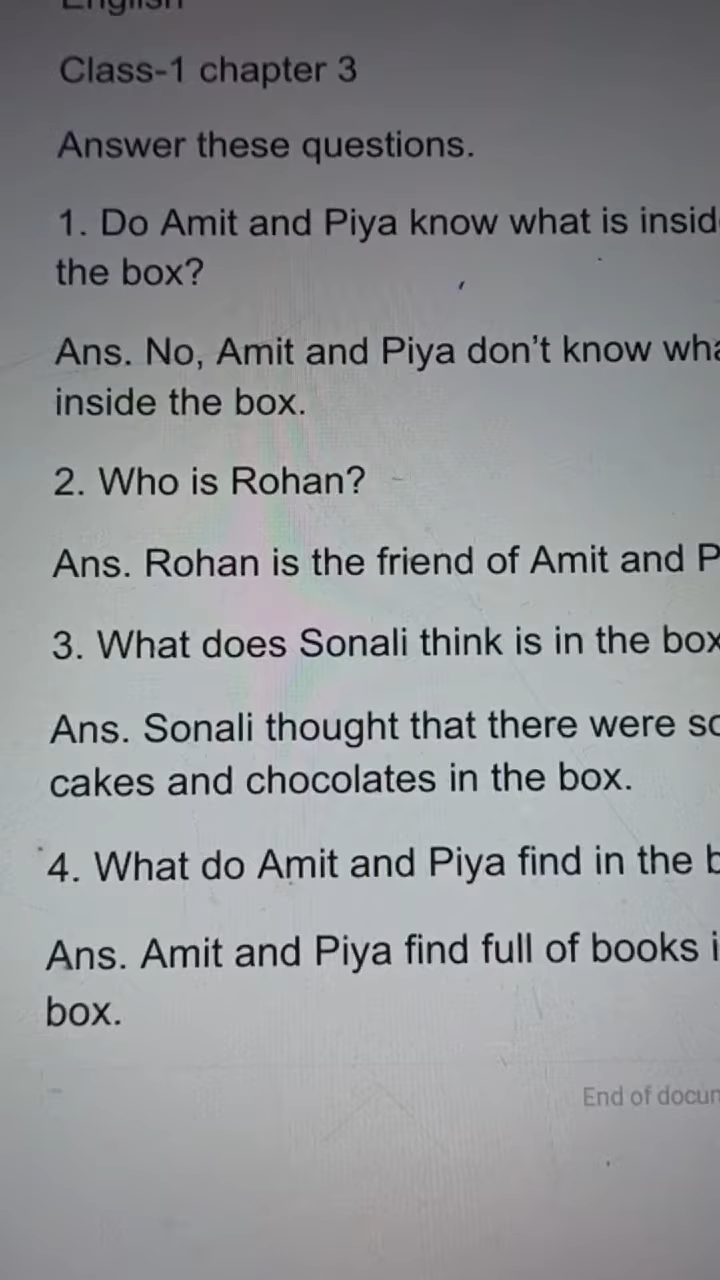 English
Class-1 chapter 3
Answer these questions.
1. Do Amit and Piya know what is
the box?
Ans. No, Amit and Piya don't know
inside the box.
2. Who is Rohan?
Ans. Rohan is the friend of Amit and
3. What does Sonali think is in the box
Ans. Sonali thought that there were
cakes and chocolates in the box.
4. What do Amit and Piya find in the
Ans. Amit and Piya find full of books
box.
End of